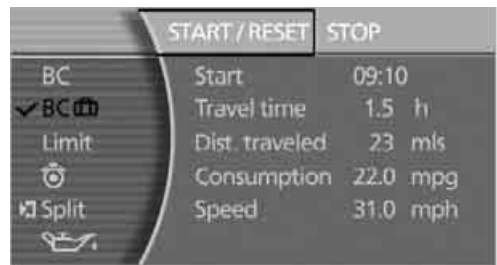 START / RESET STOP
BC
BC
Limit
Split
Start 09:10
Travel time 1.5 h
Dist. traveled 23 mls
Consumption 22.0 mpg
Speed 31.0 mph